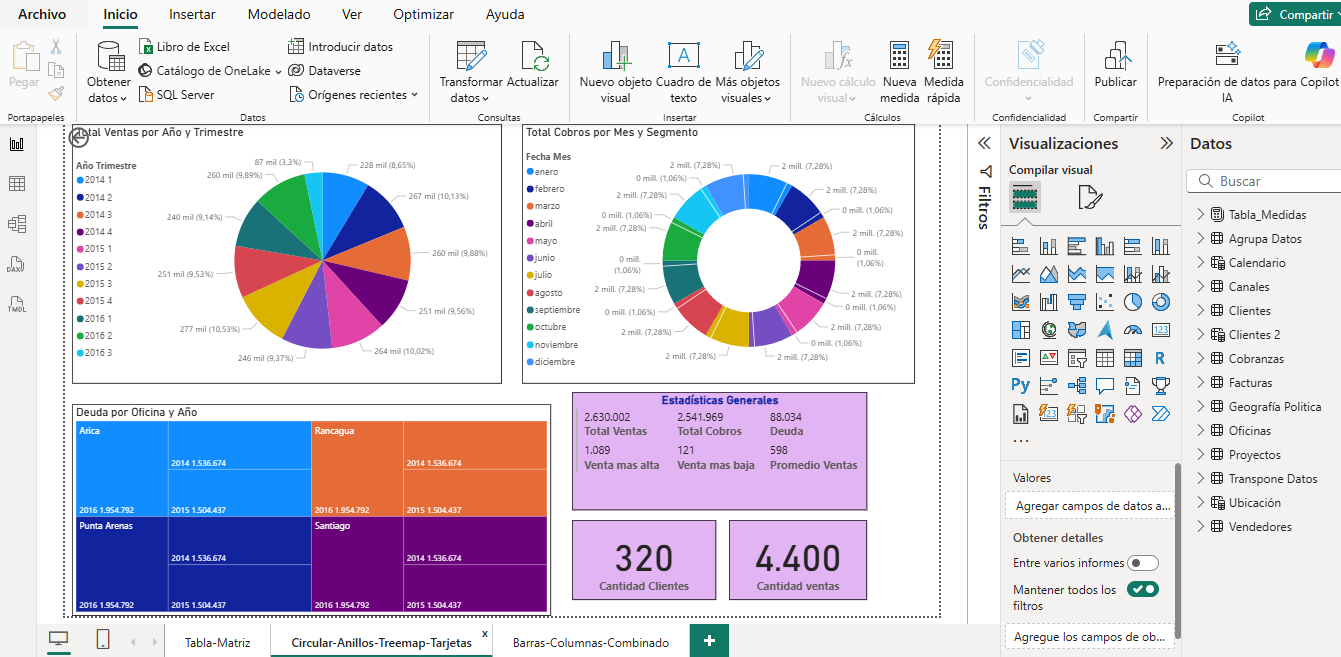 Archivo Inicio Insertar Modelado Ver Optimizar Ayuda Compartir
Pegar
Portapapeles
Obtener datos
Libro de Excel
Catálogo de OneLake
SQL Server
Introducir datos
Dataverse
Orígenes recientes
Datos
Transformar datos
Actualizar
Consultas
Nuevo objeto visual
Cuadro de texto
Más objetos visuales
Insertar
Nuevo cálculo visual
Nueva medida
Medida rápida
Cálculos
Confidencialidad
Confidencialidad
Publicar
Compartir
Preparación de datos para IA
Copilot
Copilot
DAX
TMDL
Total Ventas por Año y Trimestre
Año Trimestre
2014 1
2014 2
2014 3
2014 4
2015 1
2015 2
2015 3
2015 4
2016 1
2016 2
2016 3
87 mil (3,3%)
228 mil (8,65%)
260 mil (9,89%)
267 mil (10,13%)
240 mil (9,14%)
260 mil (9,88%)
251 mil (9,53%)
251 mil (9,56%)
277 mil (10,53%)
264 mil (10,02%)
246 mil (9,37%)
Total Cobros por Mes y Segmento
Fecha Mes
enero
febrero
marzo
abril
mayo
junio
julio
agosto
septiembre
octubre
noviembre
diciembre
2 mill. (7,28%)
2 mill. (7,28%)
0 mill. (1,06%)
2 mill. (7,28%)
2 mill. (7,28%)
0 mill. (1,06%)
0 mill. (1,06%)
2 mill. (7,28%)
2 mill. (7,28%)
0 mill. (1,06%)
0 mill. (1,06%)
2 mill. (7,28%)
2 mill. (7,28%)
0 mill. (1,06%)
0 mill. (1,06%)
2 mill. (7,28%)
2 mill. (7,28%)
0 mill. (1,06%)
2 mill. (7,28%)
2 mill. (7,28%)
Deuda por Oficina y Año
Arica
2014 1.536.674
2016 1.954.792
2015 1.504.437
Rancagua
2014 1.536.674
2016 1.954.792
2015 1.504.437
Punta Arenas
2014 1.536.674
2016 1.954.792
2015 1.504.437
Santiago
2014 1.536.674
2016 1.954.792
2015 1.504.437
Estadísticas Generales
2.630.002 2.541.969 88.034
Total Ventas Total Cobros Deuda
1.089 121 598
Venta mas alta Venta mas baja Promedio Ventas
320
Cantidad Clientes
4.400
Cantidad ventas
Filtros
Visualizaciones
Compilar visual
123
R
Py
...
Valores
Agregar campos de datos a...
Obtener detalles
Entre varios informes
Mantener todos los
filtros
Agregue los campos de ob...
Datos
Buscar
Tabla_Medidas
Agrupa Datos
Calendario
Canales
Clientes
Clientes 2
Cobranzas
Facturas
Geografía Politica
Oficinas
Proyectos
Transpone Datos
Ubicación
Vendedores
Tabla-Matriz
Circular-Anillos-Treemap-Tarjetas x
Barras-Columnas-Combinado
+